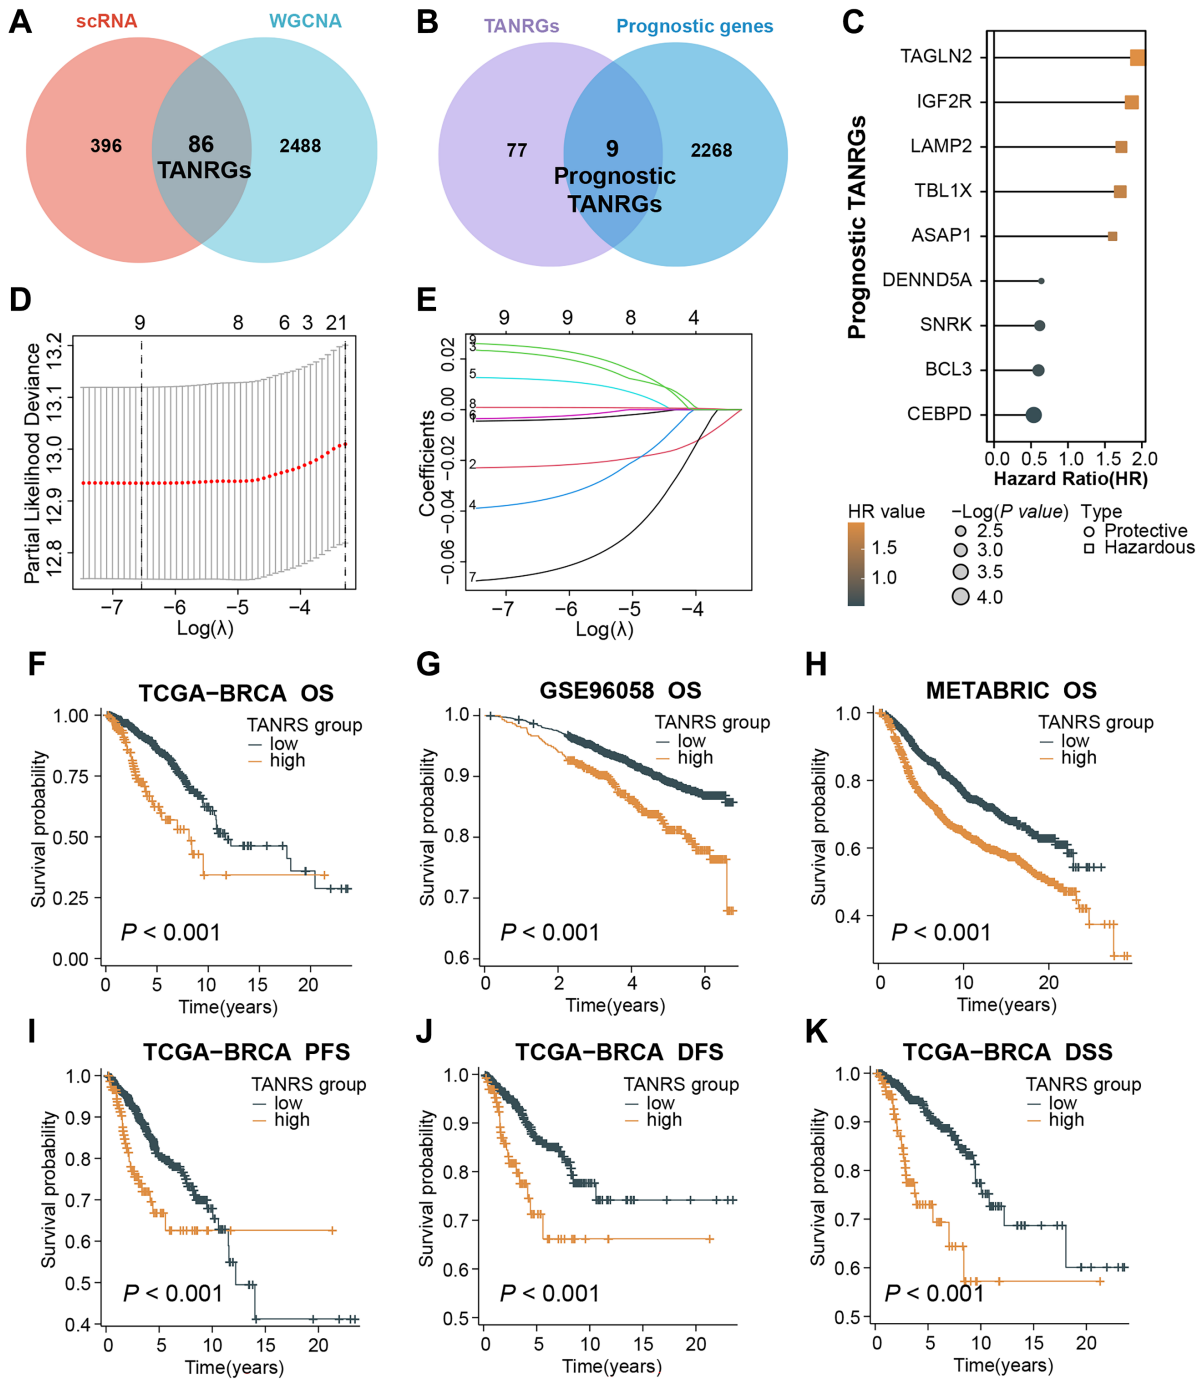 A
scRNA
WGCNA
396
86
TANRGs
2488
B
TANRGs
Prognostic genes
77
9
Prognostic
TANRGs
2268
C
Prognostic TANRGs
TAGLN2
IGF2R
LAMP2
TBL1X
ASAP1
DENND5A
SNRK
BCL3
CEBPD
0.0 0.6 1.0 1.6 2.0
Hazard Ratio(HR)
HR value
1.5
1.0
−Log(P value)
2.5
3.0
3.5
4.0
Type
Protective
Hazardous
D
9 8 6 3 21
Partial Likelihood Deviance
13.2
13.1
13.0
12.9
12.8
−7 −6 −5 −4
Log(λ)
E
9 9 8 4
Coefficients
0.02
0.00
−0.02
−0.04
−0.06
9
3
5
8
6
1
2
4
7
−7 −6 −5 −4
Log(λ)
F
TCGA−BRCA OS
TANRS group
low
high
Survival probability
1.00
0.75
0.50
0.25
0.00
P < 0.001
0 5 10 15 20
Time(years)
G
GSE96058 OS
TANRS group
low
high
Survival probability
1.0
0.9
0.8
0.7
0.6
P < 0.001
0 2 4 6
Time(years)
H
METABRIC OS
TANRS group
low
high
Survival probability
1.0
0.8
0.6
0.4
P < 0.001
0 10 20
Time(years)
I
TCGA−BRCA PFS
TANRS group
low
high
Survival probability
1.0
0.9
0.8
0.7
0.6
0.5
0.4
P < 0.001
0 5 10 15 20
Time(years)
J
TCGA−BRCA DFS
TANRS group
low
high
Survival probability
1.0
0.9
0.8
0.7
0.6
0.5
P < 0.001
0 5 10 15 20
Time(years)
K
TCGA−BRCA DSS
TANRS group
low
high
Survival probability
1.0
0.9
0.8
0.7
0.6
0.5
P < 0.001
0 5 10 15 20
Time(years)